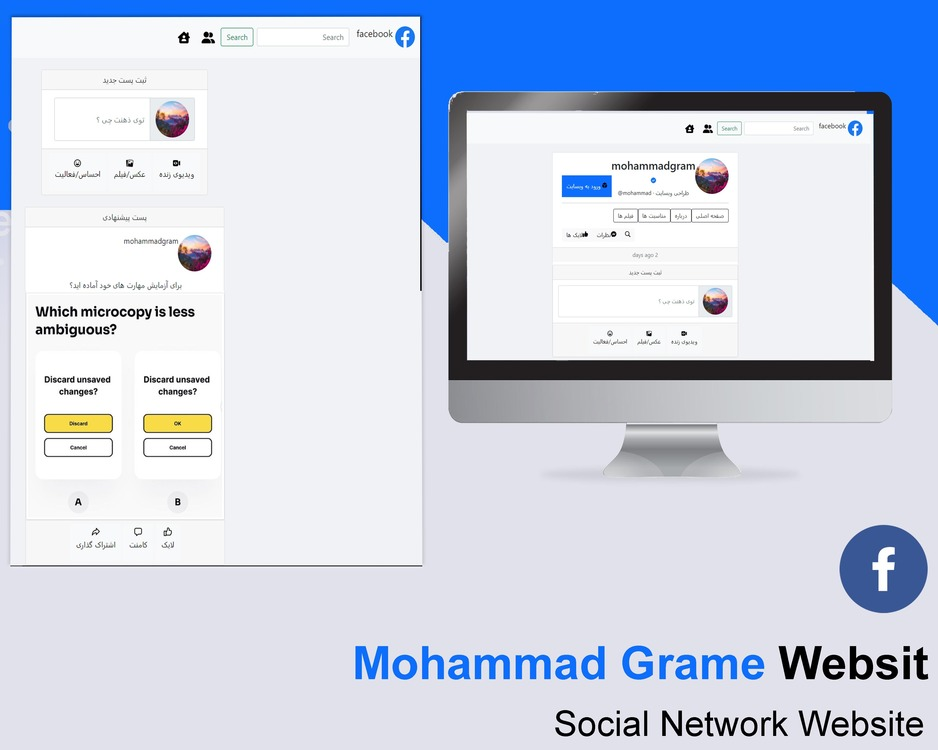 Search
Search
facebook
ثبت پست جدید
توی ذهنت چی ؟
احساس/فعالیت
عکس/فیلم
ویدیوی زنده
پست پیشنهادی
mohammadgram
برای آزمایش مهارت های خود آماده اید؟
Which microcopy is less
ambiguous?
Discard unsaved
changes?
Discard
Cancel
A
Discard unsaved
changes?
OK
Cancel
B
اشتراک گذاری
کامنت
لایک
Search
Search
facebook
mohammadgram
ورود به وبسایت
@mohammad - طراحی وبسایت
صفحه اصلی
درباره
مناسبت ها
فیلم ها
نظرات
لایک ها
days ago 2
ثبت پست جدید
توی ذهنت چی ؟
احساس/فعالیت
عکس/فیلم
ویدیوی زنده
Mohammad Grame Websit
Social Network Website